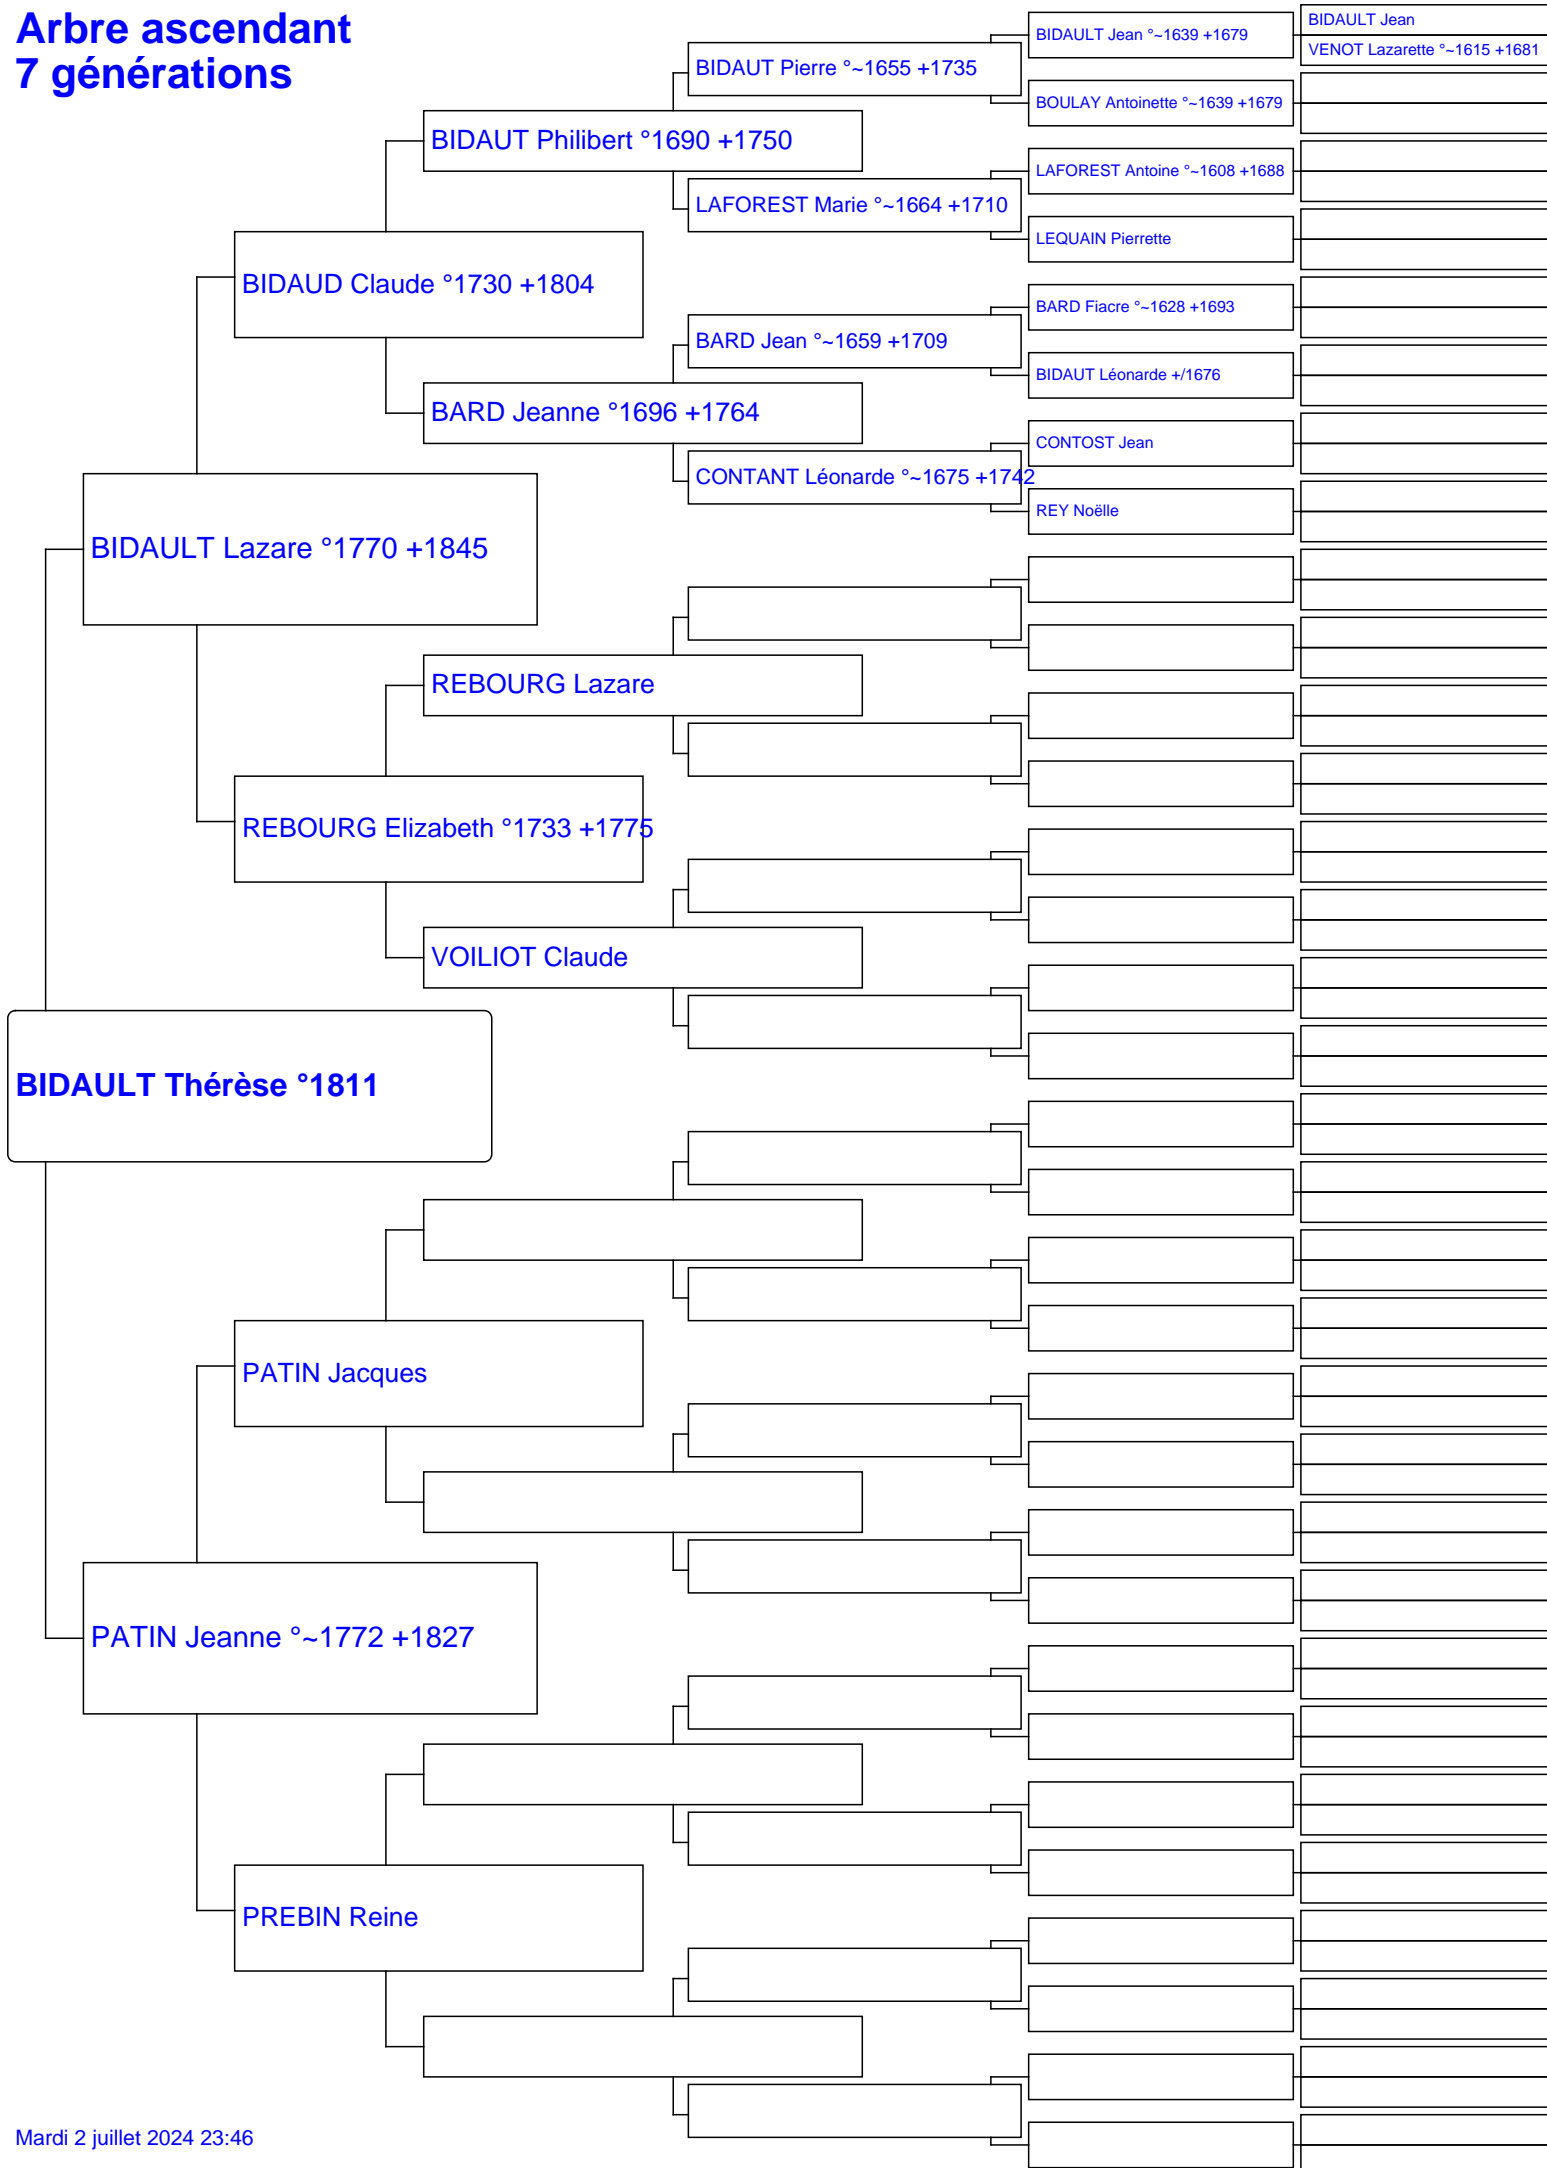 Arbre ascendant
7 générations
BIDAULT Jean
VENOT Lazarette °~1615 +1681
BIDAULT Jean °~1639 +1679
BIDAUT Pierre °~1655 +1735
BOULAY Antoinette °~1639 +1679
BIDAUT Philibert °1690 +1750
LAFOREST Antoine °~1608 +1688
LAFOREST Marie °~1664 +1710
LEQUAIN Pierrette
BIDAUD Claude °1730 +1804
BARD Fiacre °~1628 +1693
BARD Jean °~1659 +1709
BIDAUT Léonarde +/1676
BARD Jeanne °1696 +1764
CONTOST Jean
CONTANT Léonarde °~1675 +1742
REY Noëlle
BIDAULT Lazare °1770 +1845
REBOURG Lazare
REBOURG Elizabeth °1733 +1775
VOILIOT Claude
BIDAULT Thérèse °1811
PATIN Jacques
PATIN Jeanne °~1772 +1827
PREBIN Reine
Mardi 2 juillet 2024 23:46